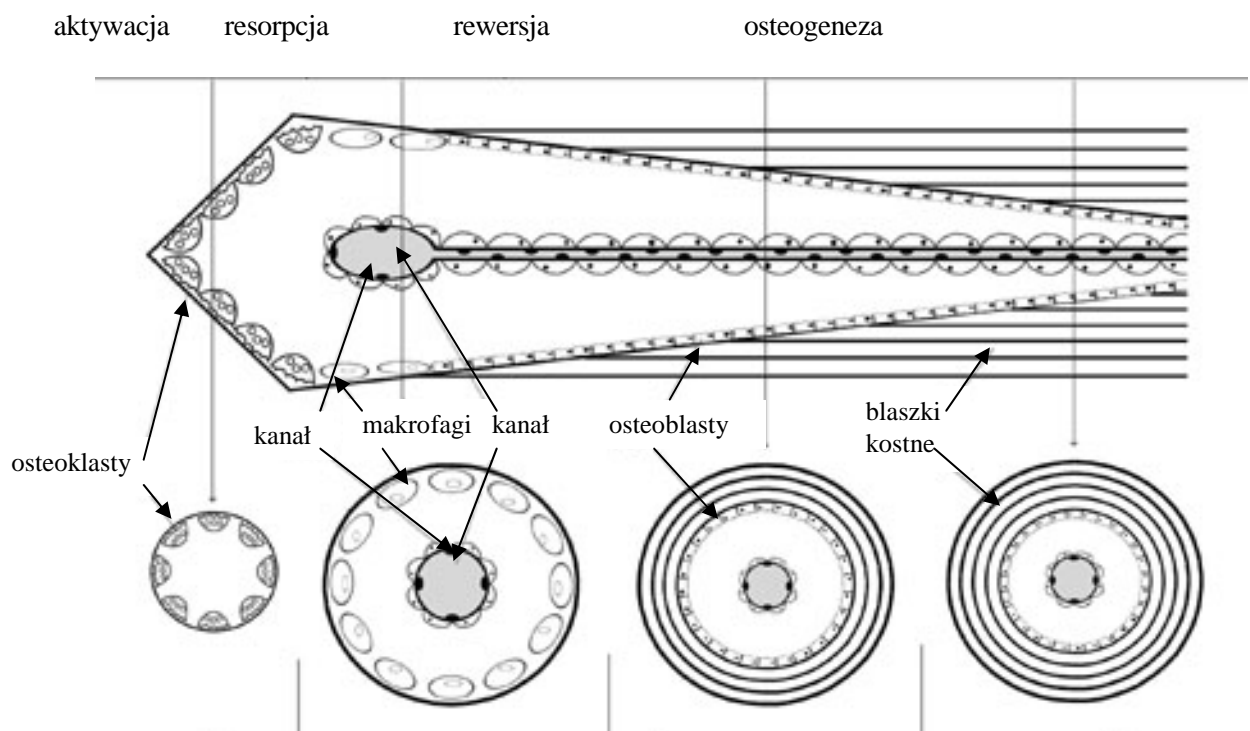 aktywacja resorpcja rewersja osteogeneza
kanał makrofagi kanał osteoblasty blaszki
kostne
osteoklasty